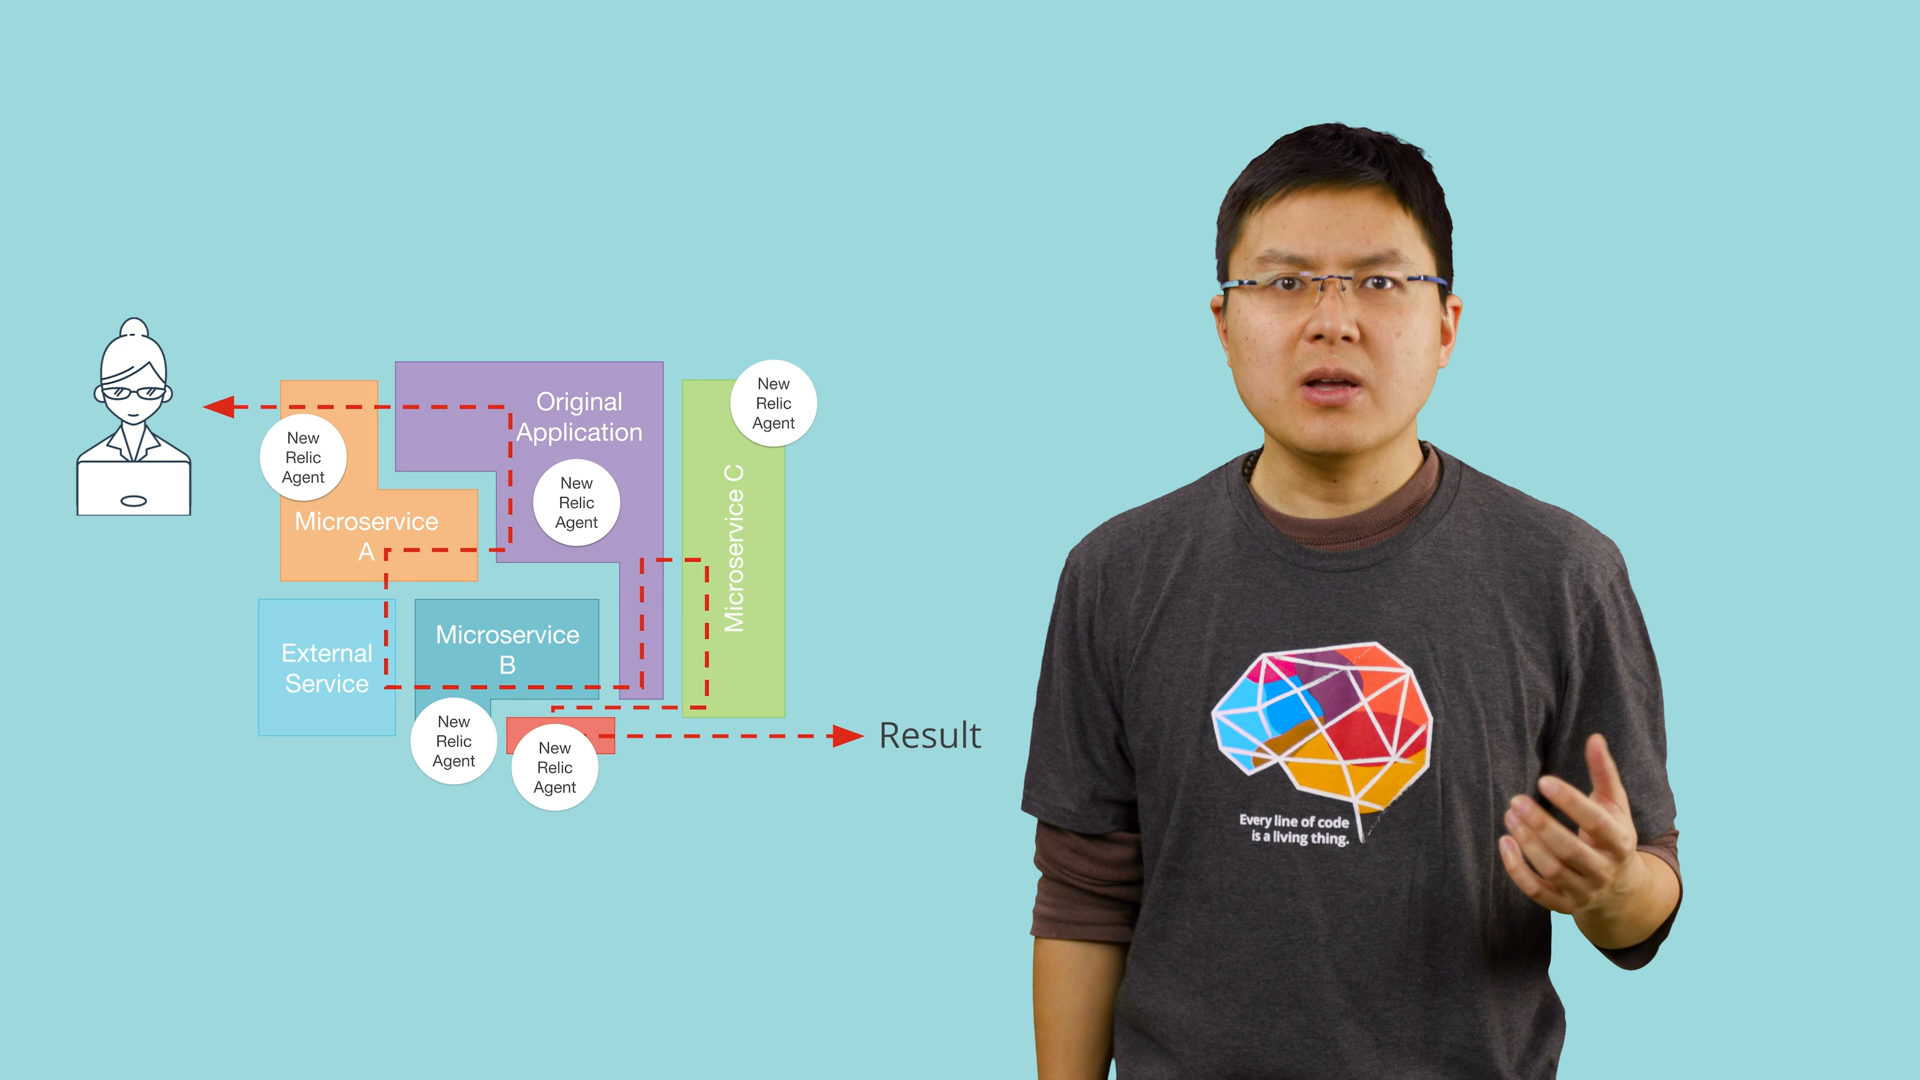 Original
Application
New
Relic
Agent
New
Relic
Agent
New
Relic
Agent
Microservice
A
Microservice C
External
Service
Microservice
B
New
Relic
Agent
New
Relic
Agent
Result
Every line of code
is a living thing.